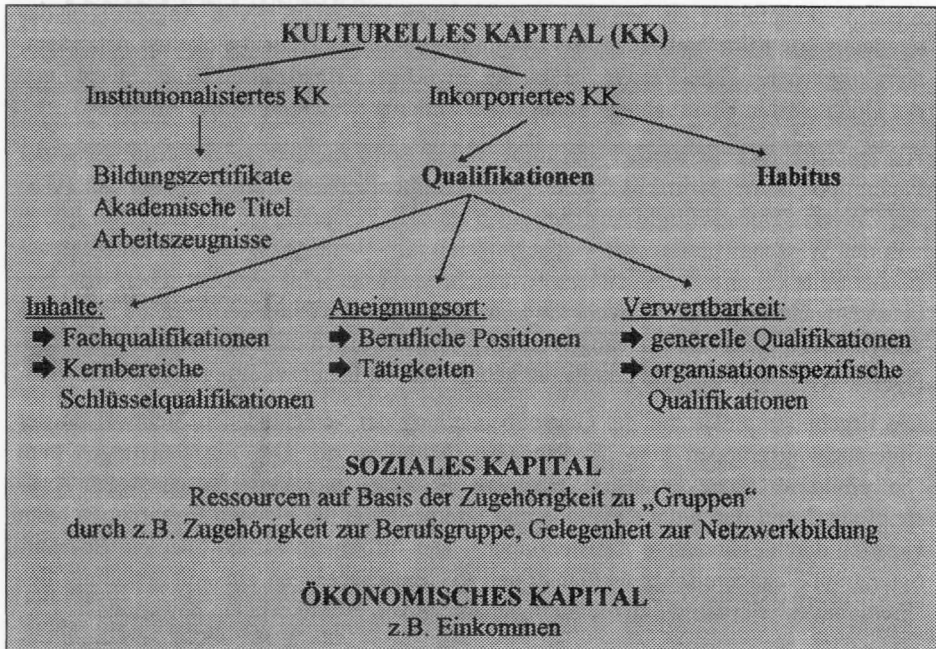 KULTURELLES KAPITAL (KK)
Institutionalisiertes KK Inkorporiertes KK
Bildungszertifikate Qualifikationen Habitus
Akademische Titel
Arbeitszeugnisse
Inhalte: Aneignungsort: Verwertbarkeit:
➡ Fachqualifikationen ➡ Berufliche Positionen ➡ generelle Qualifikationen
➡ Kernbereiche ➡ Tätigkeiten ➡ organisationsspezifische
Schlüsselqualifikationen Qualifikationen
SOZIALES KAPITAL
Ressourcen auf Basis der Zugehörigkeit zu „Gruppen“
durch z.B. Zugehörigkeit zur Berufsgruppe, Gelegenheit zur Netzwerkbildung
ÖKONOMISCHES KAPITAL
z.B. Einkommen